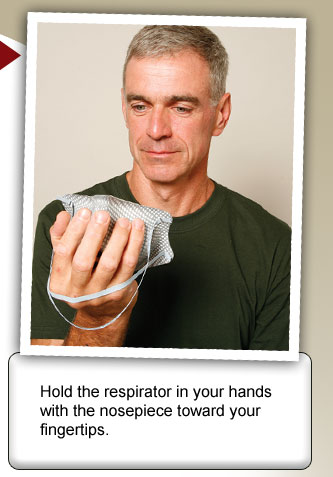 Hold the respirator in your hands
with the nosepiece toward your
fingertips.